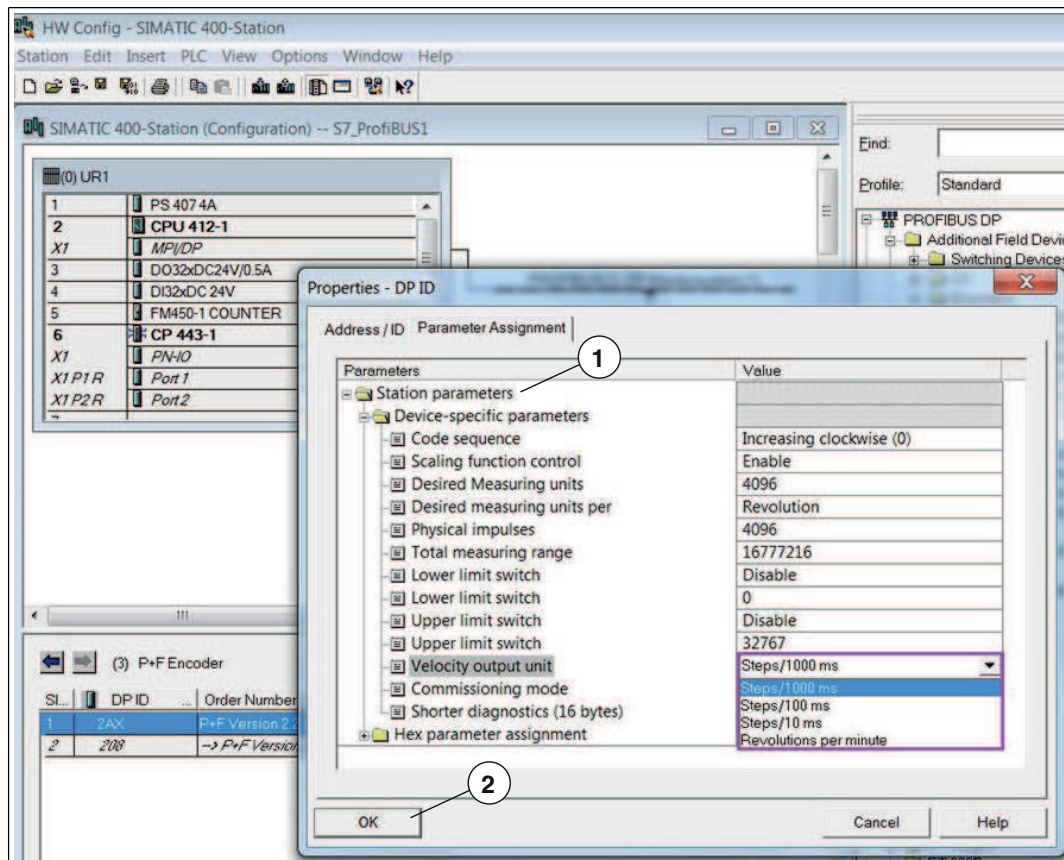 HW Config - SIMATIC 400-Station
Station Edit Insert PLC View Options Window Help
SIMATIC 400-Station (Configuration) -- S7_ProfiBUS1
(0) UR1
1 PS 407 4A
2 CPU 412-1
X1 MPI/DP
3 DO32xDC24V/0.5A
4 DI32xDC 24V
5 FM450-1 COUNTER
6 CP 443-1
X1 PN-IO
X1 P1 R Port 1
X1 P2 R Port 2
Find:
Profile: Standard
PROFIBUS DP
Additional Field Devi
Switching Devices
Properties - DP ID
Address / ID Parameter Assignment
1
Parameters Value
Station parameters
Device-specific parameters
Code sequence Increasing clockwise (0)
Scaling function control Enable
Desired Measuring units 4096
Desired measuring units per Revolution
Physical impulses 4096
Total measuring range 16777216
Lower limit switch Disable
Lower limit switch 0
Upper limit switch Disable
Upper limit switch 32767
Velocity output unit Steps/1000 ms
Commissioning mode
Shorter diagnostics (16 bytes)
Hex parameter assignment
Steps/1000 ms
Steps/100 ms
Steps/10 ms
Revolutions per minute
2
OK Cancel Help
(3) P+F Encoder
Sl... DP ID ... Order Number
1 2AX P+F Version 2.
2 208 --> P+F Version